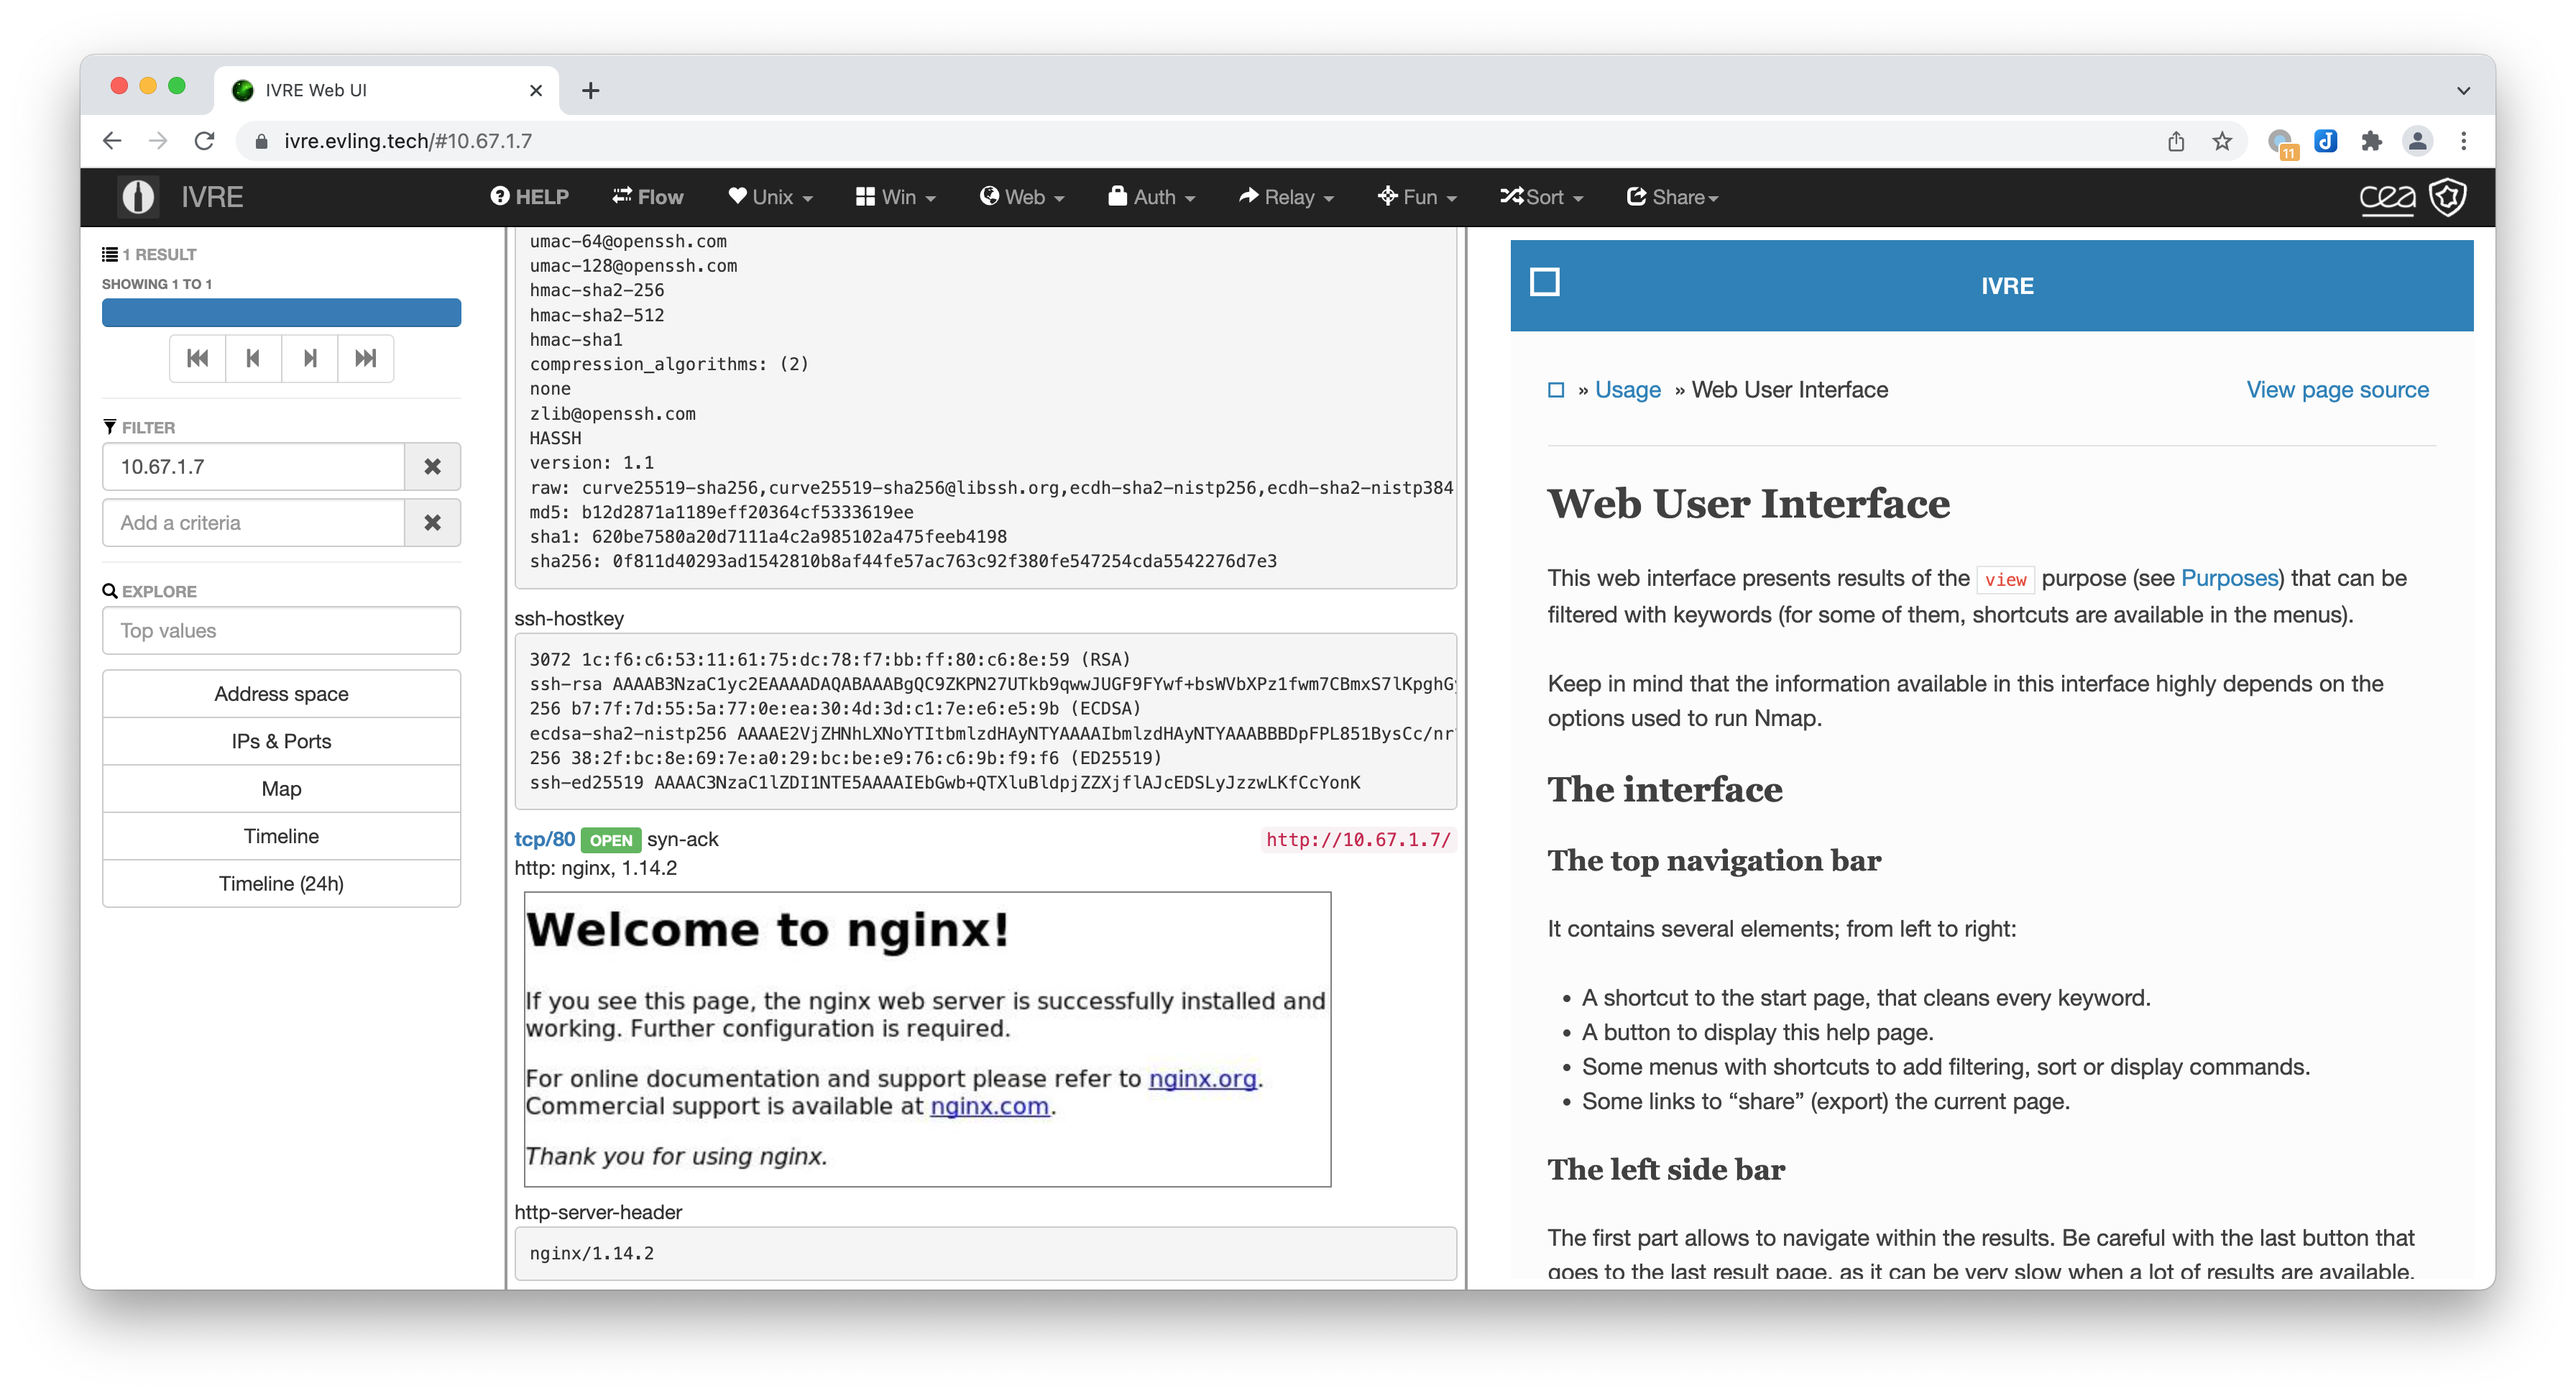 IVRE Web UI
ivre.evling.tech/#10.67.1.7
11
IVRE
HELP
Flow
Unix
Win
Web
Auth
Relay
Fun
Sort
Share
cea
1 RESULT
SHOWING 1 TO 1
FILTER
10.67.1.7
Add a criteria
EXPLORE
Top values
Address space
IPs & Ports
Map
Timeline
Timeline (24h)
umac-64@openssh.com
umac-128@openssh.com
hmac-sha2-256
hmac-sha2-512
hmac-sha1
compression_algorithms: (2)
none
zlib@openssh.com
HASSH
version: 1.1
raw: curve25519-sha256,curve25519-sha256@libssh.org,ecdh-sha2-nistp256,ecdh-sha2-nistp384
md5: b12d2871a1189eff20364cf5333619ee
sha1: 620be7580a20d7111a4c2a985102a475feeb4198
sha256: 0f811d40293ad1542810b8af44fe57ac763c92f380fe547254cda5542276d7e3
ssh-hostkey
3072 1c:f6:c6:53:11:61:75:dc:78:f7:bb:ff:80:c6:8e:59 (RSA)
ssh-rsa AAAAB3NzaC1yc2EAAAADAQABAAABgQC9ZKPN27UTkb9qwwJUGF9FYwf+bsWVbXPz1fwm7CBmxS7lKpghG
256 b7:7f:7d:55:5a:77:0e:ea:30:4d:3d:c1:7e:e6:e5:9b (ECDSA)
ecdsa-sha2-nistp256 AAAAE2VjZHNhLXNoYTItbmlzdHAyNTYAAAAIbmlzdHAyNTYAAABBBDpFPL851BysCc/nr
256 38:2f:bc:8e:69:7e:a0:29:bc:be:e9:76:c6:9b:f9:f6 (ED25519)
ssh-ed25519 AAAAC3NzaC1lZDI1NTE5AAAAIEbGwb+QTXluBldpjZZXjflAJcEDSLyJzzwLKfCcYonK
tcp/80 OPEN syn-ack
http://10.67.1.7/
http: nginx, 1.14.2
Welcome to nginx!
If you see this page, the nginx web server is successfully installed and
working. Further configuration is required.
For online documentation and support please refer to nginx.org.
Commercial support is available at nginx.com.
Thank you for using nginx.
http-server-header
nginx/1.14.2
IVRE
» Usage » Web User Interface
View page source
Web User Interface
This web interface presents results of the view purpose (see Purposes) that can be
filtered with keywords (for some of them, shortcuts are available in the menus).
Keep in mind that the information available in this interface highly depends on the
options used to run Nmap.
The interface
The top navigation bar
It contains several elements; from left to right:
• A shortcut to the start page, that cleans every keyword.
• A button to display this help page.
• Some menus with shortcuts to add filtering, sort or display commands.
• Some links to “share” (export) the current page.
The left side bar
The first part allows to navigate within the results. Be careful with the last button that
goes to the last result page, as it can be very slow when a lot of results are available.